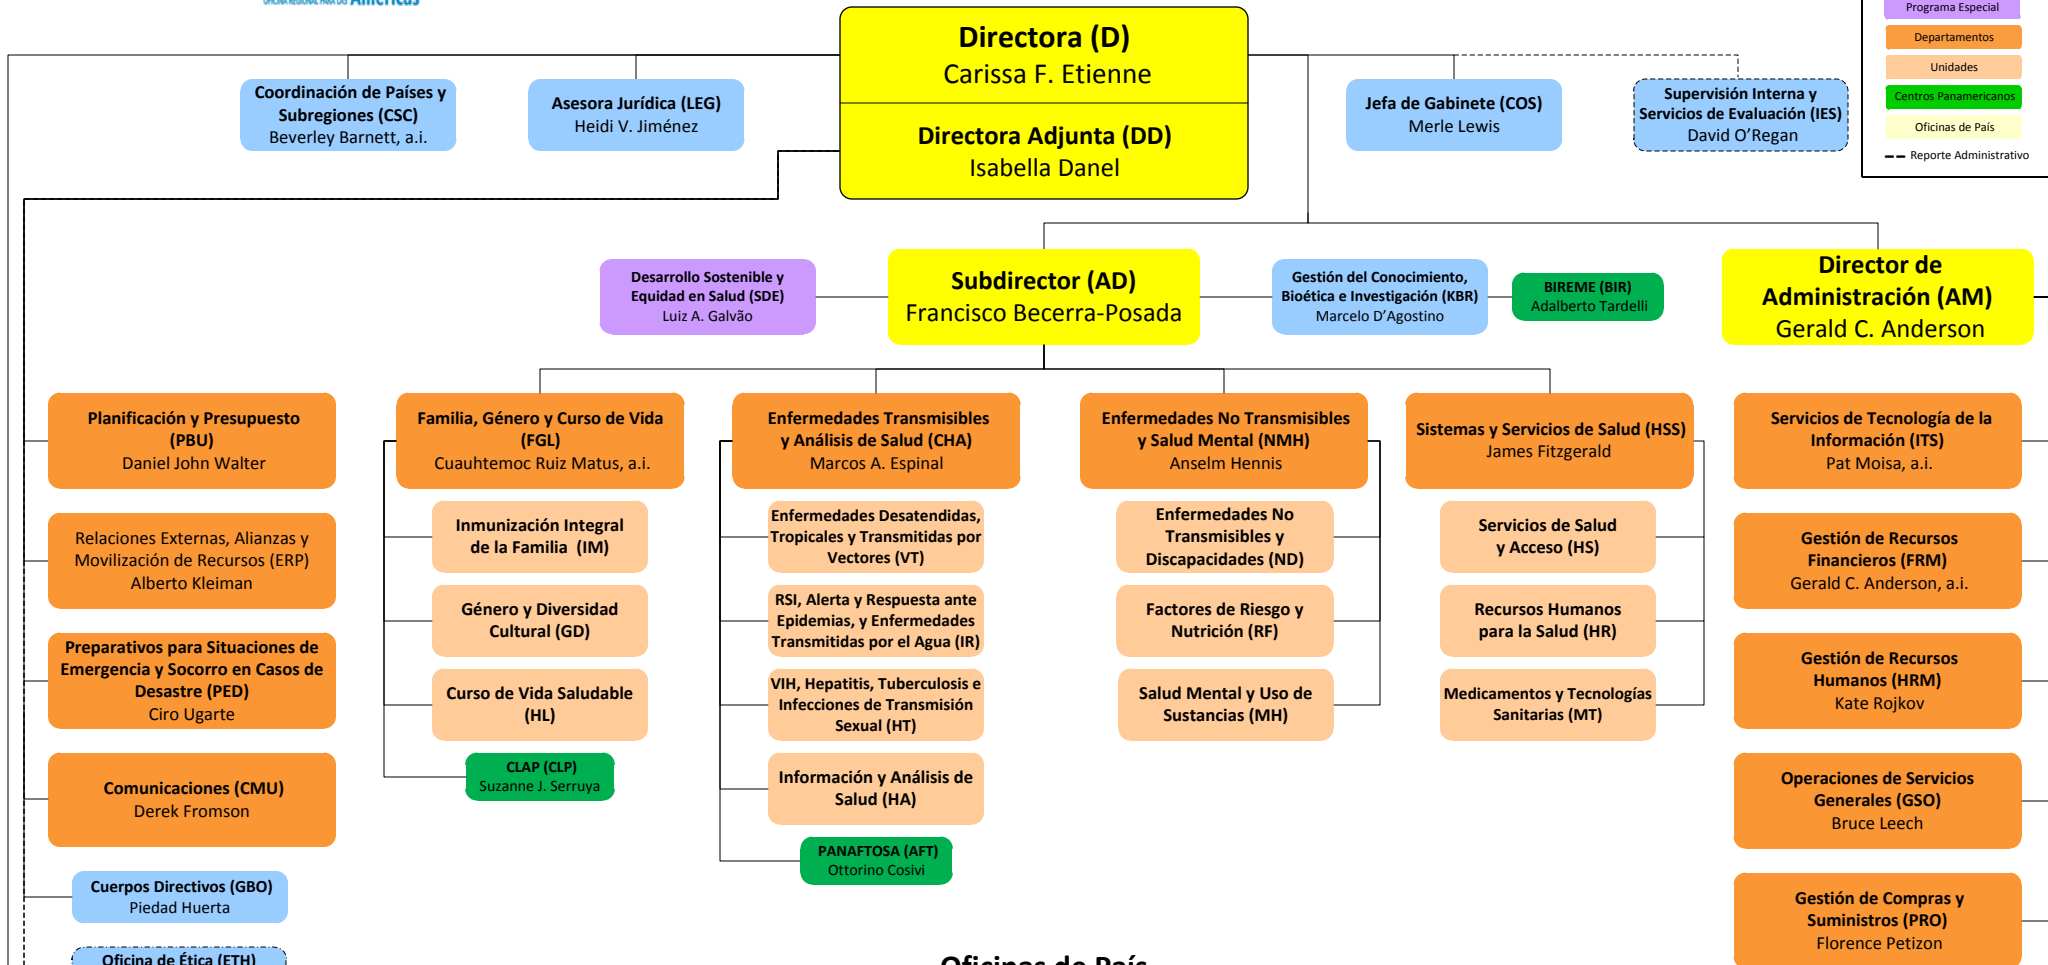 OFICINA REGIONAL PARA LAS Américas
Programa Especial
Departamentos
Unidades
Centros Panamericanos
Oficinas de País
Reporte Administrativo
Directora (D)
Carissa F. Etienne
Directora Adjunta (DD)
Isabella Danel
Coordinación de Países y
Subregiones (CSC)
Beverley Barnett, a.i.
Asesora Jurídica (LEG)
Heidi V. Jiménez
Jefa de Gabinete (COS)
Merle Lewis
Supervisión Interna y
Servicios de Evaluación (IES)
David O’Regan
Desarrollo Sostenible y
Equidad en Salud (SDE)
Luiz A. Galvão
Subdirector (AD)
Francisco Becerra-Posada
Gestión del Conocimiento,
Bioética e Investigación (KBR)
Marcelo D’Agostino
BIREME (BIR)
Adalberto Tardelli
Director de
Administración (AM)
Gerald C. Anderson
Planificación y Presupuesto
(PBU)
Daniel John Walter
Relaciones Externas, Alianzas y
Movilización de Recursos (ERP)
Alberto Kleiman
Preparativos para Situaciones de
Emergencia y Socorro en Casos de
Desastre (PED)
Ciro Ugarte
Comunicaciones (CMU)
Derek Fromson
Cuerpos Directivos (GBO)
Piedad Huerta
Oficina de Ética (ETH)
Familia, Género y Curso de Vida
(FGL)
Cuauhtemoc Ruiz Matus, a.i.
Inmunización Integral
de la Familia (IM)
Género y Diversidad
Cultural (GD)
Curso de Vida Saludable
(HL)
CLAP (CLP)
Suzanne J. Serruya
Enfermedades Transmisibles
y Análisis de Salud (CHA)
Marcos A. Espinal
Enfermedades Desatendidas,
Tropicales y Transmitidas por
Vectores (VT)
RSI, Alerta y Respuesta ante
Epidemias, y Enfermedades
Transmitidas por el Agua (IR)
VIH, Hepatitis, Tuberculosis e
Infecciones de Transmisión
Sexual (HT)
Información y Análisis de
Salud (HA)
PANAFTOSA (AFT)
Ottorino Cosivi
Enfermedades No Transmisibles
y Salud Mental (NMH)
Anselm Hennis
Enfermedades No
Transmisibles y
Discapacidades (ND)
Factores de Riesgo y
Nutrición (RF)
Salud Mental y Uso de
Sustancias (MH)
Sistemas y Servicios de Salud (HSS)
James Fitzgerald
Servicios de Salud
y Acceso (HS)
Recursos Humanos
para la Salud (HR)
Medicamentos y Tecnologías
Sanitarias (MT)
Servicios de Tecnología de la
Información (ITS)
Pat Moisa, a.i.
Gestión de Recursos
Financieros (FRM)
Gerald C. Anderson, a.i.
Gestión de Recursos
Humanos (HRM)
Kate Rojkov
Operaciones de Servicios
Generales (GSO)
Bruce Leech
Gestión de Compras y
Suministros (PRO)
Florence Petizon
Oficinas de País